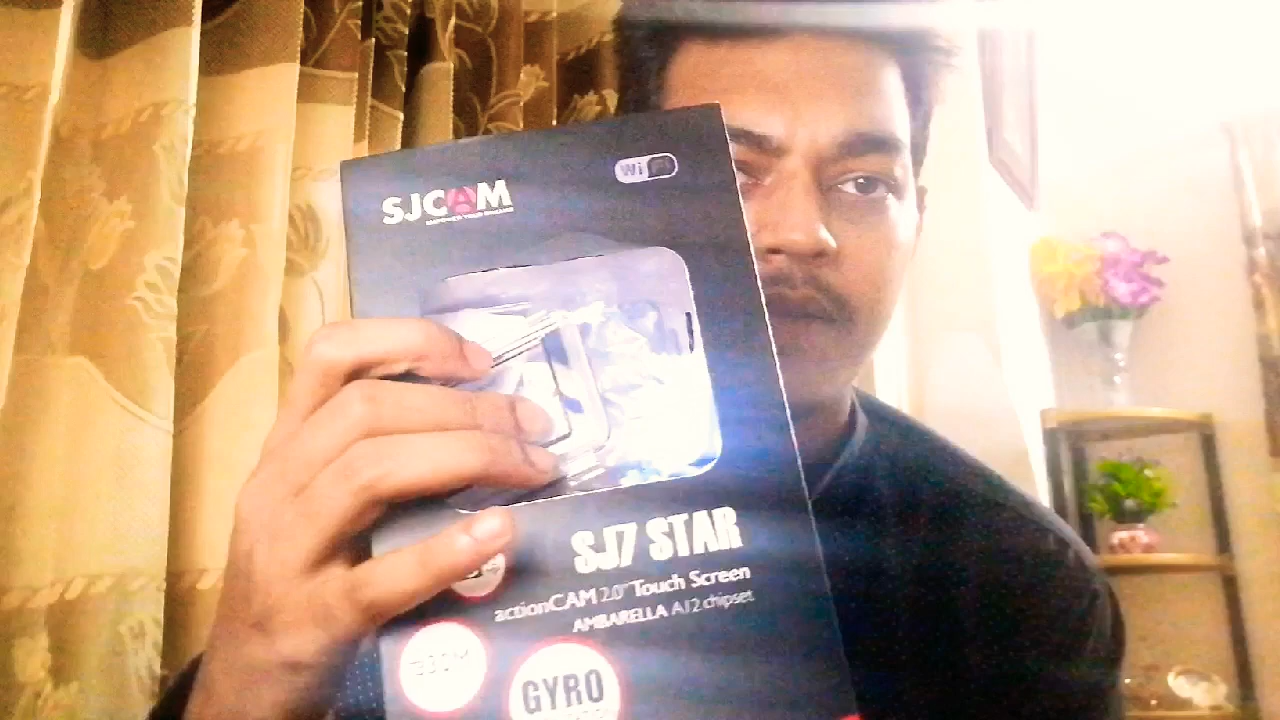 SJCAM
WiFi
SJ7 STAR
actionCAM 2.0" Touch Screen
AMBARELLA A12 chipset
GYRO